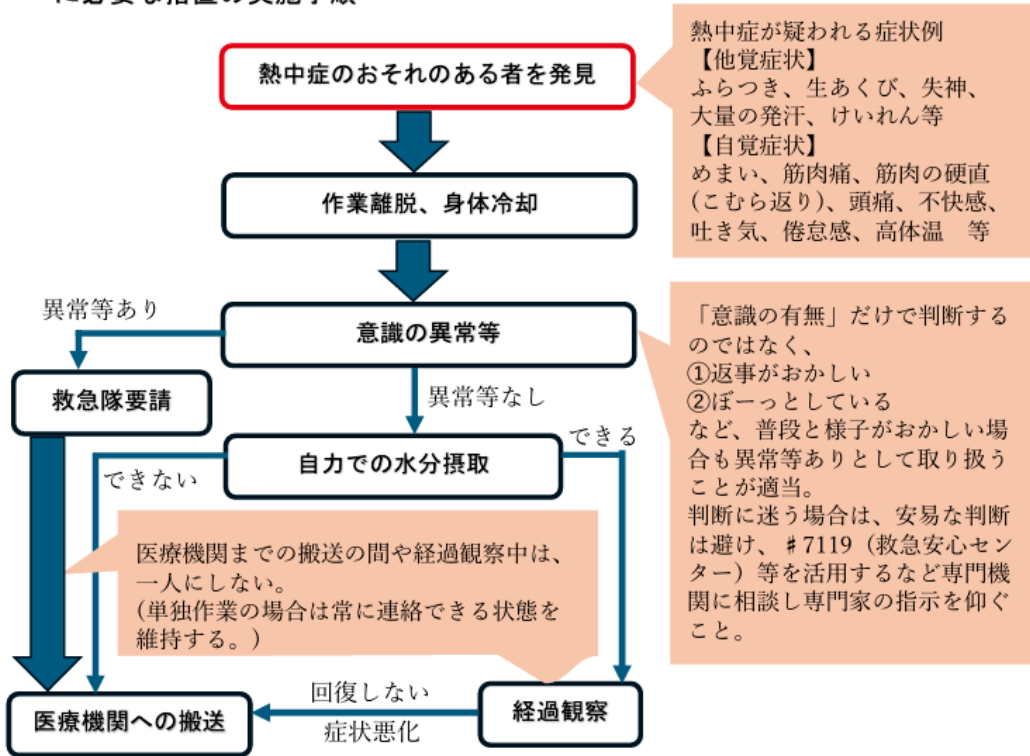 に必要な措置の実施手順
熱中症のおそれのある者を発見
熱中症が疑われる症状例
【他覚症状】
ふらつき、生あくび、失神、
大量の発汗、けいれん等
【自覚症状】
めまい、筋肉痛、筋肉の硬直
(こむら返り)、頭痛、不快感、
吐き気、倦怠感、高体温　等
作業離脱、身体冷却
異常等あり
意識の異常等
「意識の有無」だけで判断する
のではなく、
①返事がおかしい
②ぼーっとしている
など、普段と様子がおかしい場
合も異常等ありとして取り扱う
ことが適当。
判断に迷う場合は、安易な判断
は避け、♯7119（救急安心セン
ター）等を活用するなど専門機
関に相談し専門家の指示を仰ぐ
こと。
救急隊要請
異常等なし
自力での水分摂取
できる
できない
医療機関までの搬送の間や経過観察中は、
一人にしない。
(単独作業の場合は常に連絡できる状態を
維持する。)
回復しない
症状悪化
経過観察
医療機関への搬送